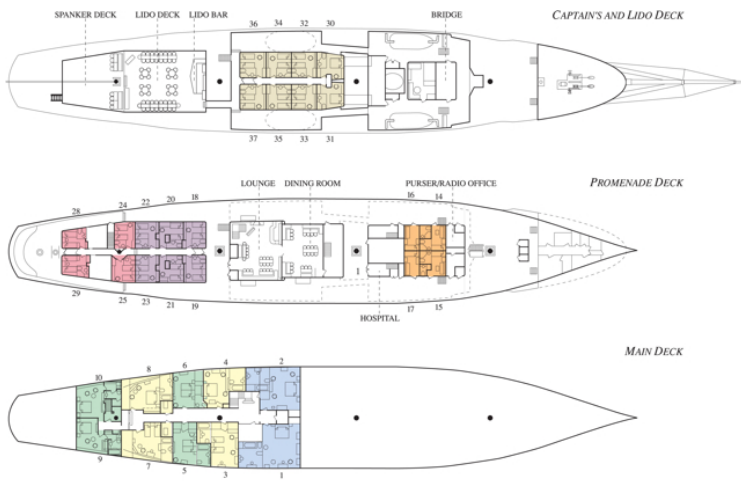 CAPTAIN'S AND LIDO DECK
SPANKER DECK LIDO DECK LIDO BAR BRIDGE
36 34 32 30
37 35 33 31
PROMENADE DECK
LOUNGE DINING ROOM PURSER/RADIO OFFICE
28 24 22 20 18 16 14
1
29 25 23 21 19 17 15
HOSPITAL
MAIN DECK
10 8 6 4 2
9 7 5 3 1